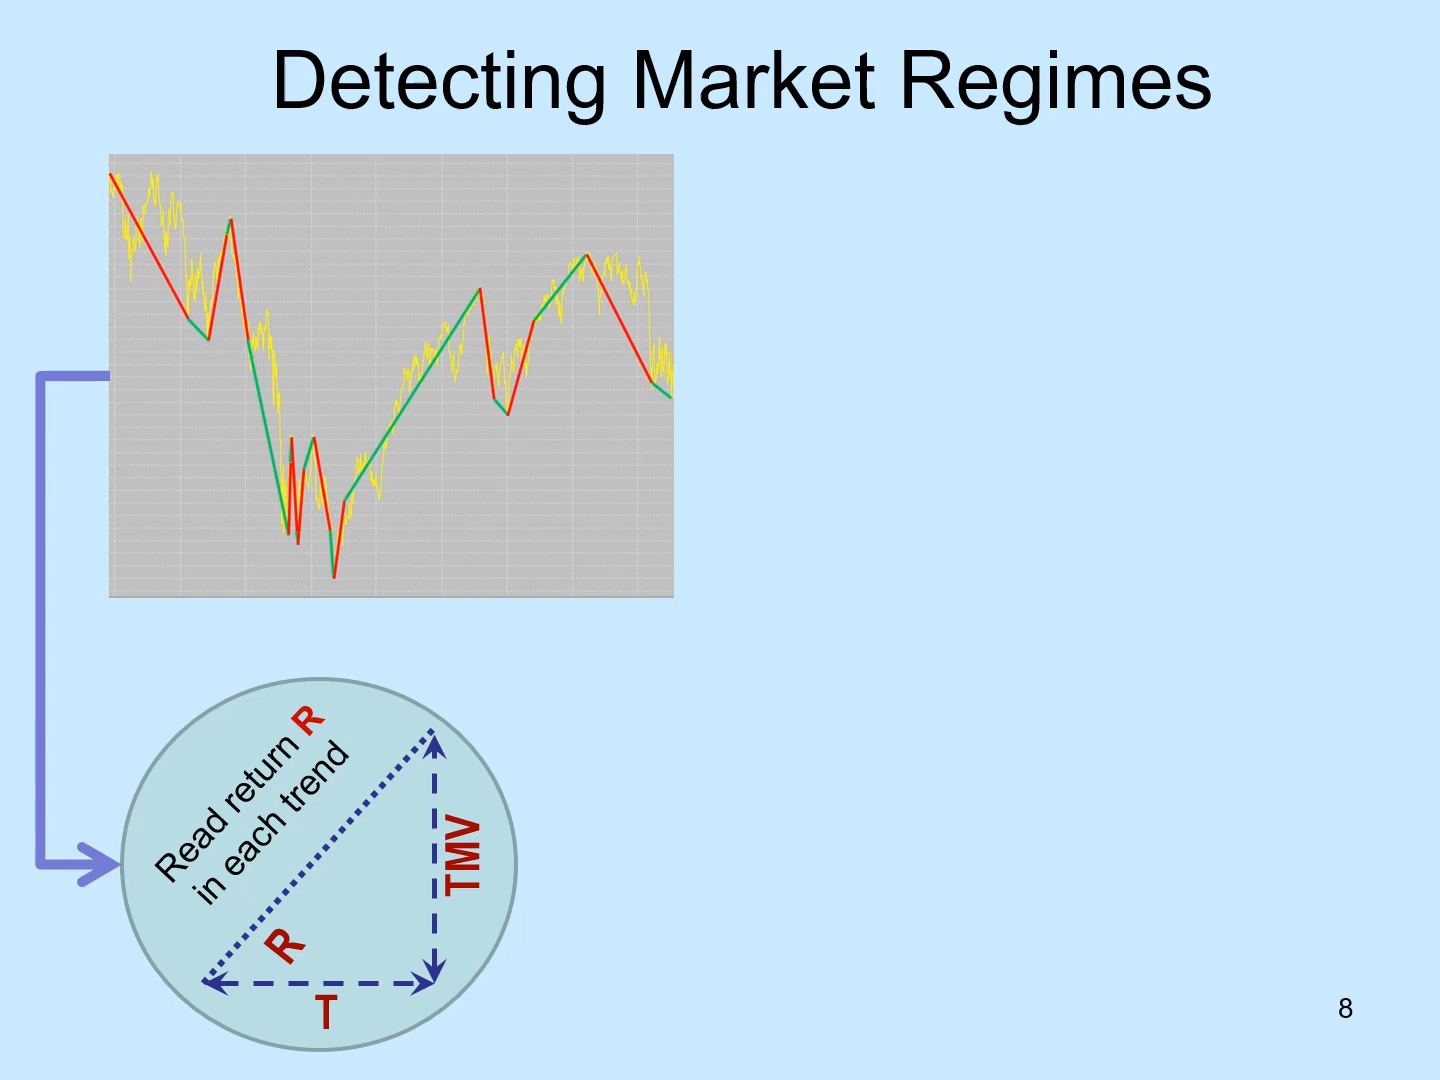 Detecting Market Regimes
Read return R
in each trend
TMV
R
T
8